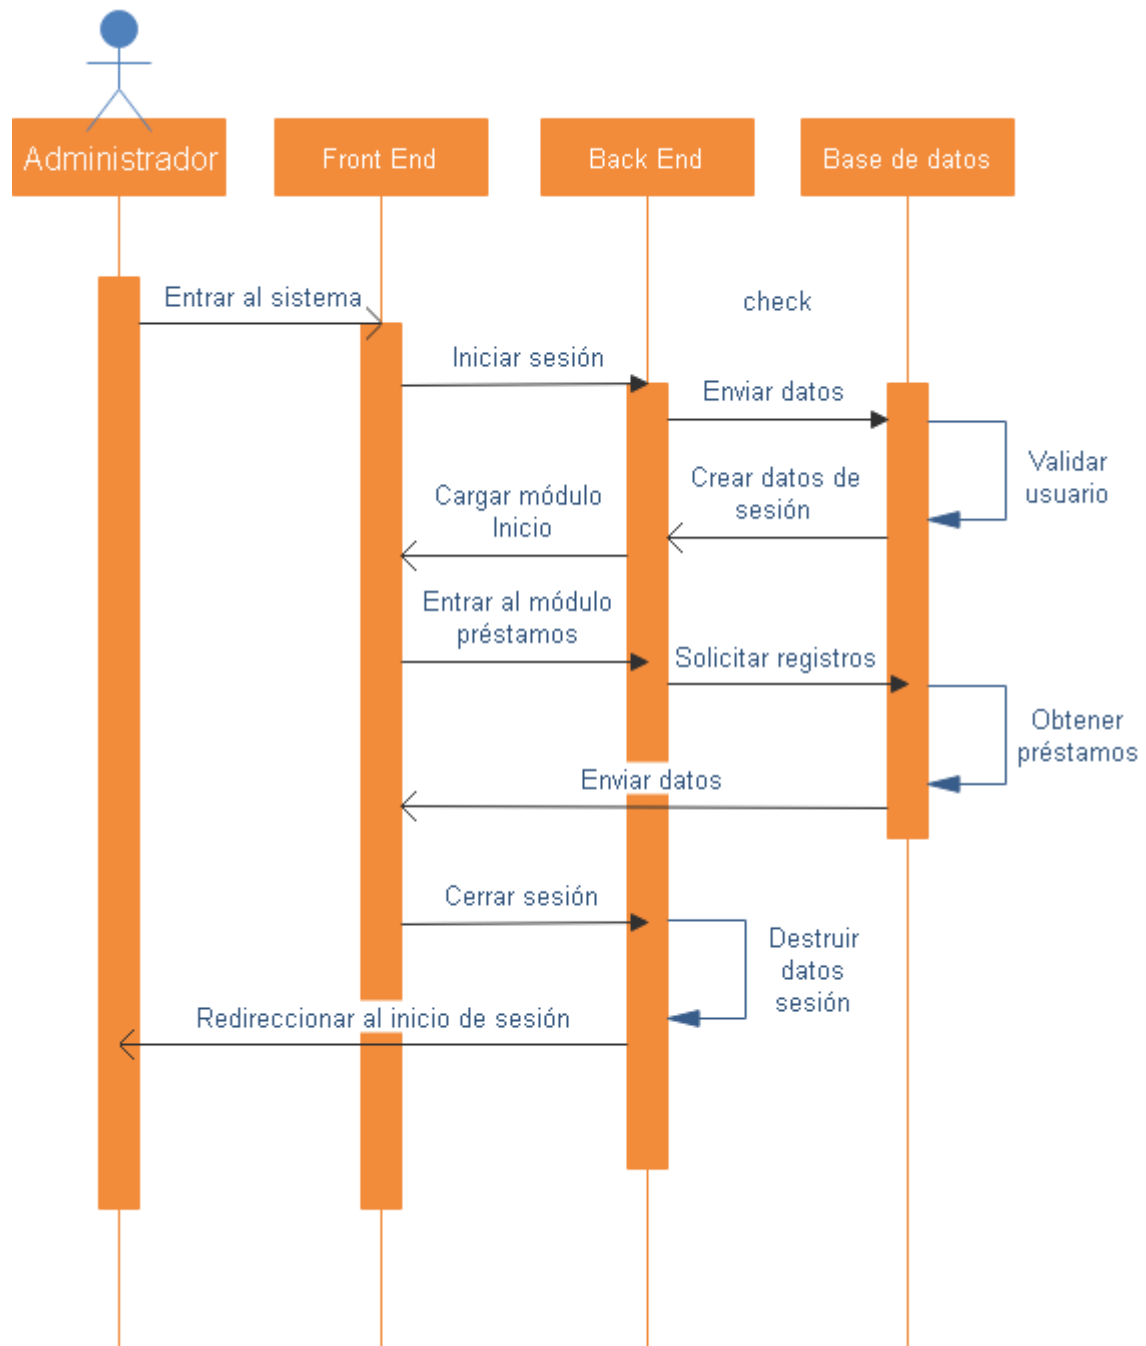 Administrador
Front End
Back End
Base de datos
Entrar al sistema
check
Iniciar sesión
Enviar datos
Validar
usuario
Crear datos de
sesión
Cargar módulo
Inicio
Entrar al módulo
préstamos
Solicitar registros
Obtener
préstamos
Enviar datos
Cerrar sesión
Destruir
datos
sesión
Redireccionar al inicio de sesión